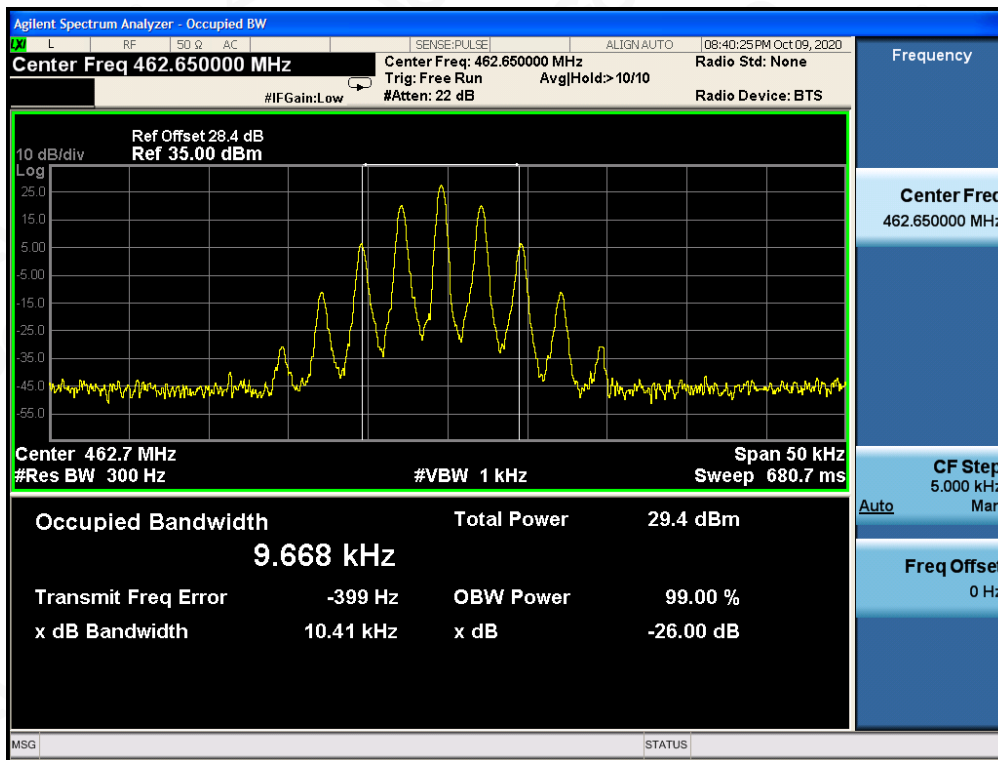 Agilent Spectrum Analyzer - Occupied BW
LXI L RF 50 Ω AC SENSE:PULSE ALIGN AUTO 08:40:25 PM Oct 09, 2020
Center Freq 462.650000 MHz
Center Freq: 462.650000 MHz
Radio Std: None
Trig: Free Run
Avg|Hold:> 10/10
#IFGain:Low
#Atten: 22 dB
Radio Device: BTS
Ref Offset 28.4 dB
10 dB/div
Ref 35.00 dBm
Log
25.0
15.0
5.00
-5.00
-15.0
-25.0
-35.0
-45.0
-55.0
Center 462.7 MHz
Span 50 kHz
#Res BW 300 Hz
#VBW 1 kHz
Sweep 680.7 ms
Occupied Bandwidth
9.668 kHz
Total Power 29.4 dBm
Transmit Freq Error -399 Hz
OBW Power 99.00 %
x dB Bandwidth 10.41 kHz
x dB -26.00 dB
MSG
STATUS
Frequency
Center Freq
462.650000 MHz
CF Step
5.000 kHz
Auto Man
Freq Offset
0 Hz